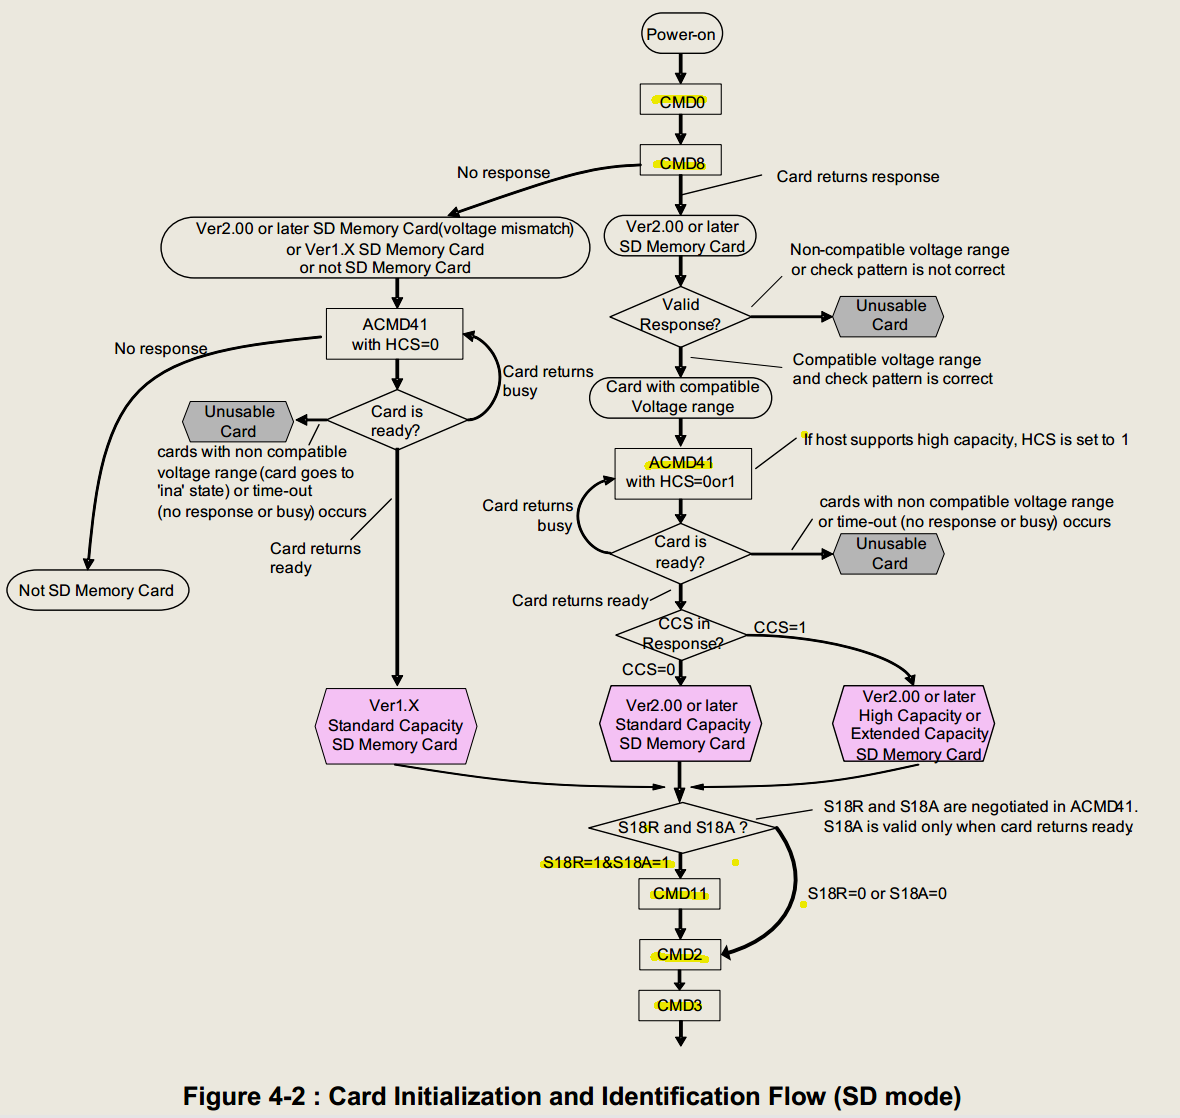 Power-on
CMD0
CMD8
No response
Card returns response
Ver2.00 or later SD Memory Card(voltage mismatch)
or Ver1.X SD Memory Card
or not SD Memory Card
Ver2.00 or later
SD Memory Card
Non-compatible voltage range
or check pattern is not correct
Valid
Response?
Unusable
Card
ACMD41
with HCS=0
No response
Card returns
busy
Compatible voltage range
and check pattern is correct
Card with compatible
Voltage range
Card is
ready?
Unusable
Card
cards with non compatible
voltage range (card goes to
'ina' state) or time-out
(no response or busy) occurs
If host supports high capacity, HCS is set to 1
ACMD41
with HCS=0or1
Card returns
busy
cards with non compatible voltage range
or time-out (no response or busy) occurs
Card is
ready?
Unusable
Card
Card returns
ready
Not SD Memory Card
Card returns ready
CCS in
Response?
CCS=1
CCS=0
Ver1.X
Standard Capacity
SD Memory Card
Ver2.00 or later
Standard Capacity
SD Memory Card
Ver2.00 or later
High Capacity or
Extended Capacity
SD Memory Card
S18R and S18A are negotiated in ACMD41.
S18A is valid only when card returns ready.
S18R and S18A ?
S18R=1&S18A=1
CMD11
S18R=0 or S18A=0
CMD2
CMD3
Figure 4-2 : Card Initialization and Identification Flow (SD mode)